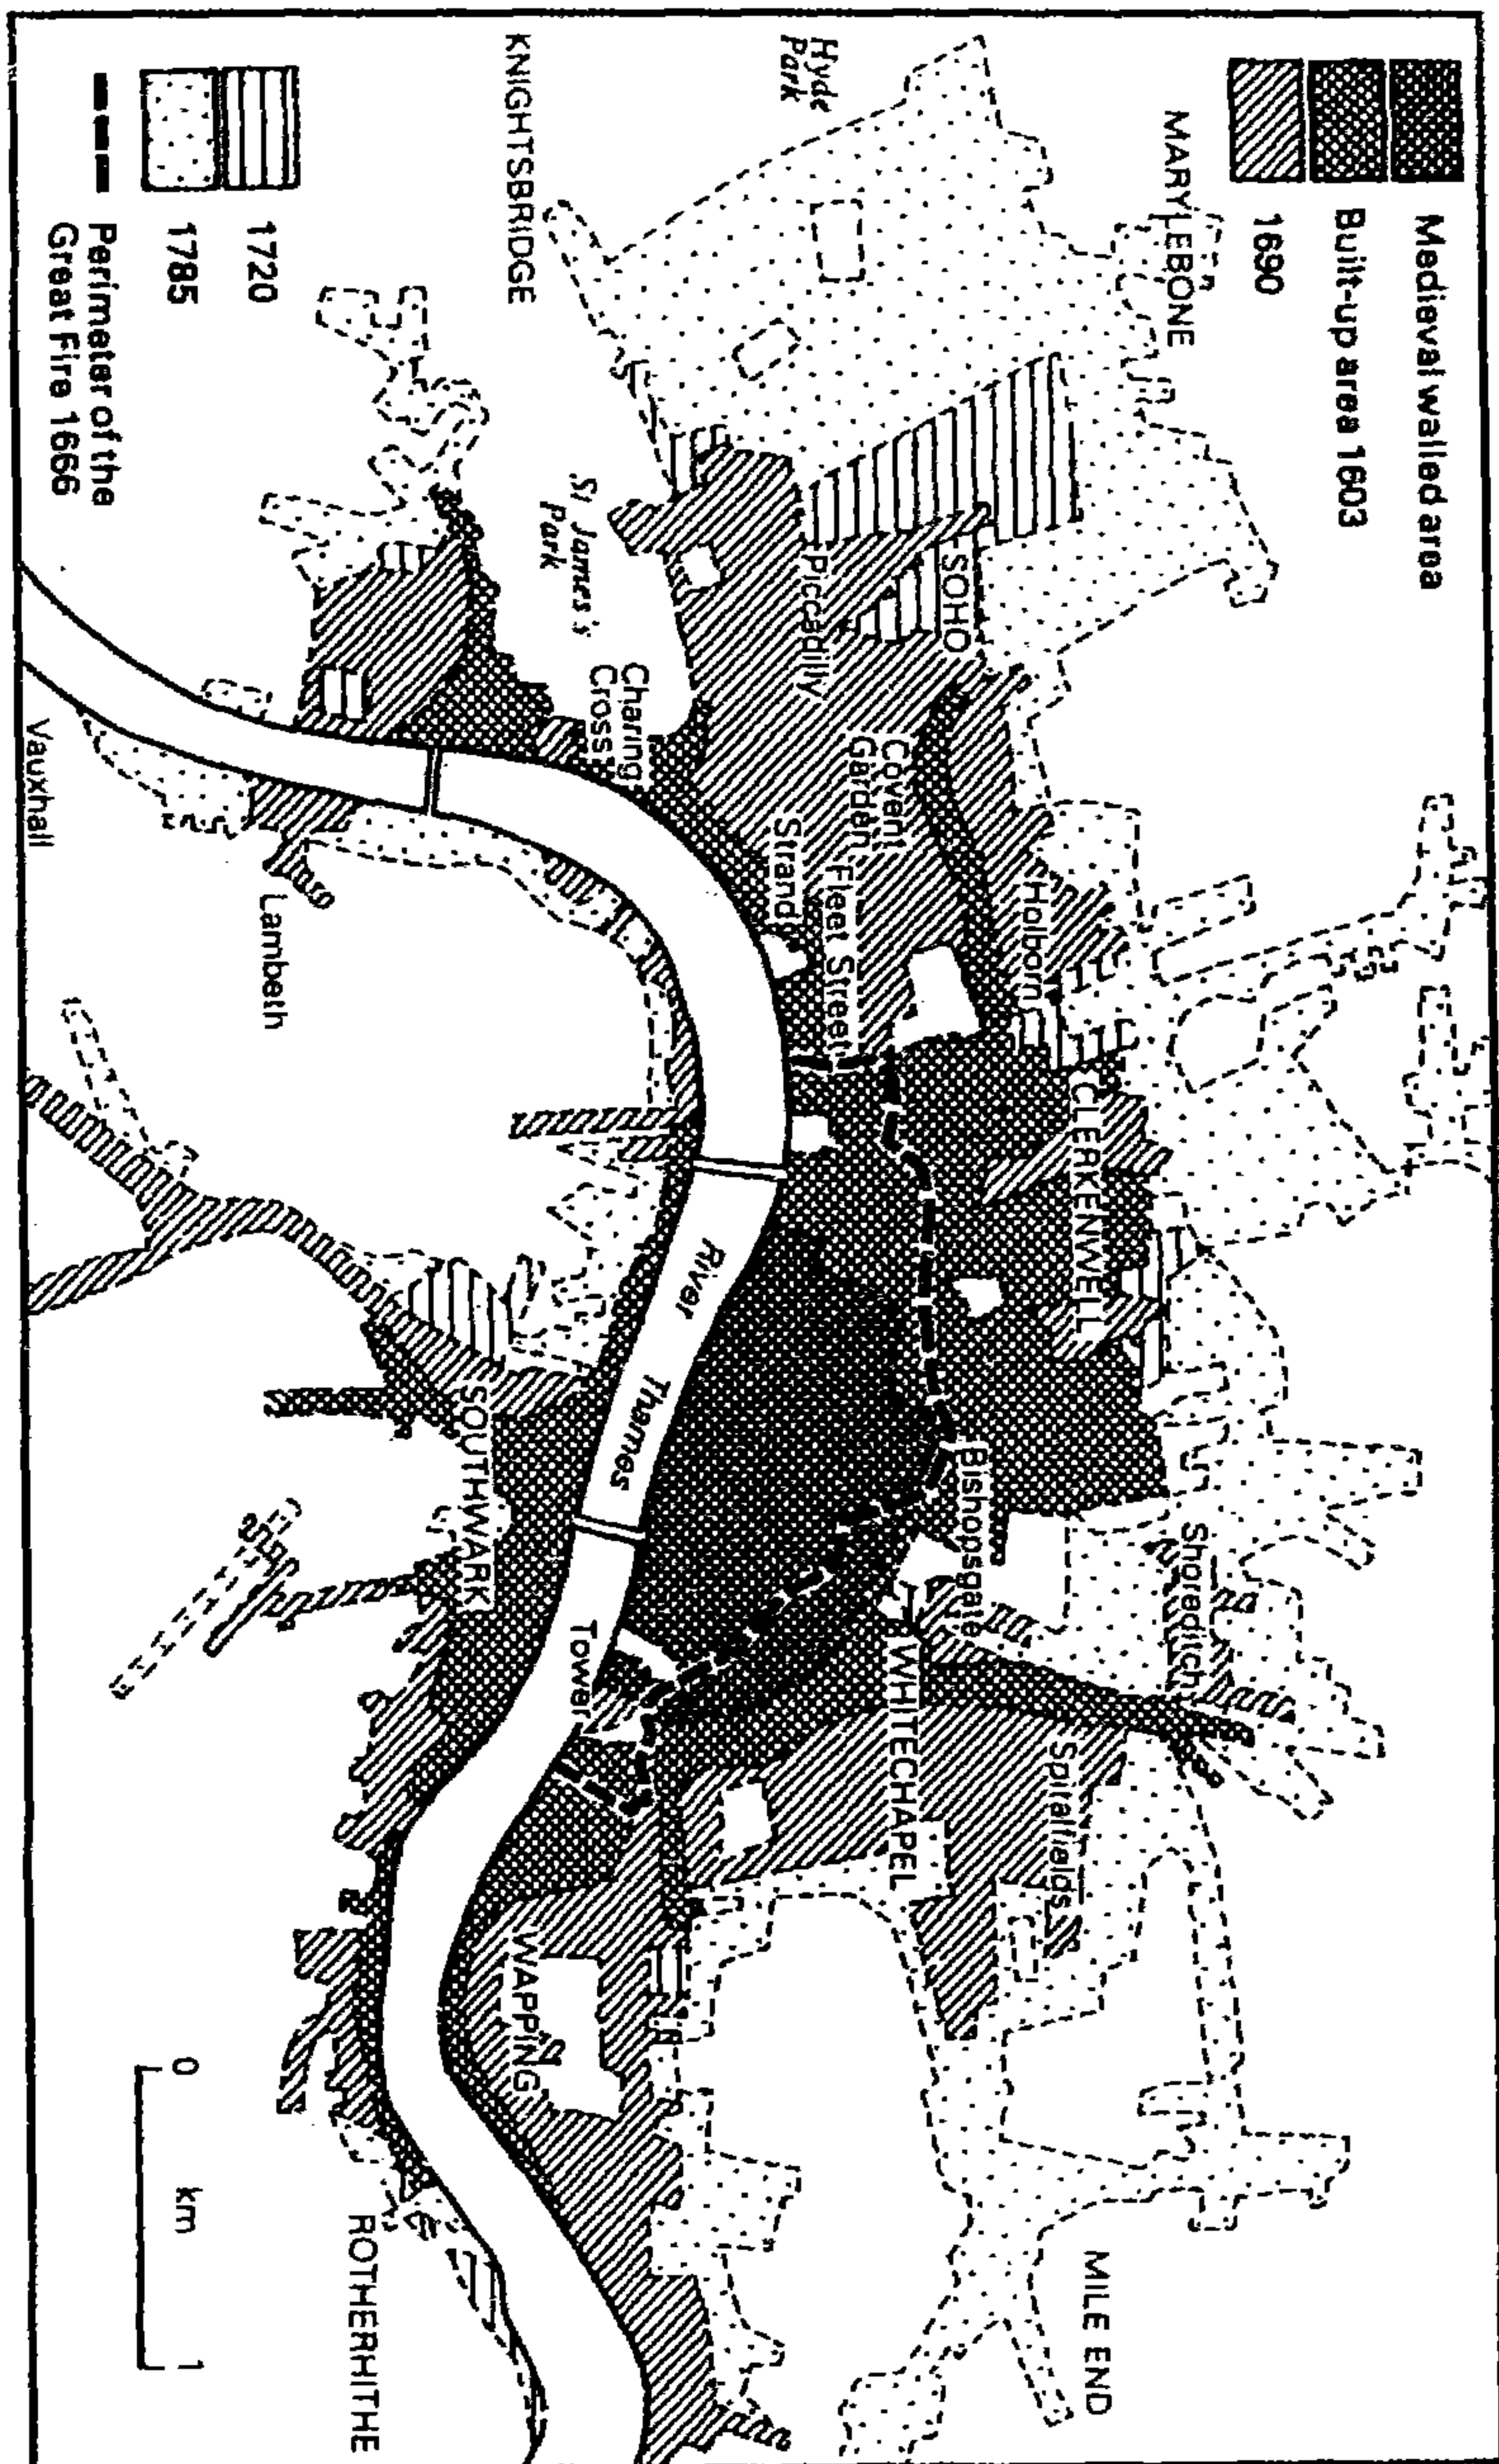 Medieval walled area
Built-up area 1603
1690
1720
1785
Perimeter of the
Great Fire 1666
MARYLEBONE
Hyde
Park
KNIGHTSBRIDGE
SOHO
Piccadilly
St James's
Park
Charing
Cross
Covent
Garden
Strand
Fleet Street
Holborn
CLERKENWELL
Vauxhall
Lambeth
River Thames
SOUTHWARK
Bishopsgate
Shoreditch
Tower
WHITECHAPEL
Spitalfields
WAPPING
MILE END
ROTHERHITHE
0 km 1